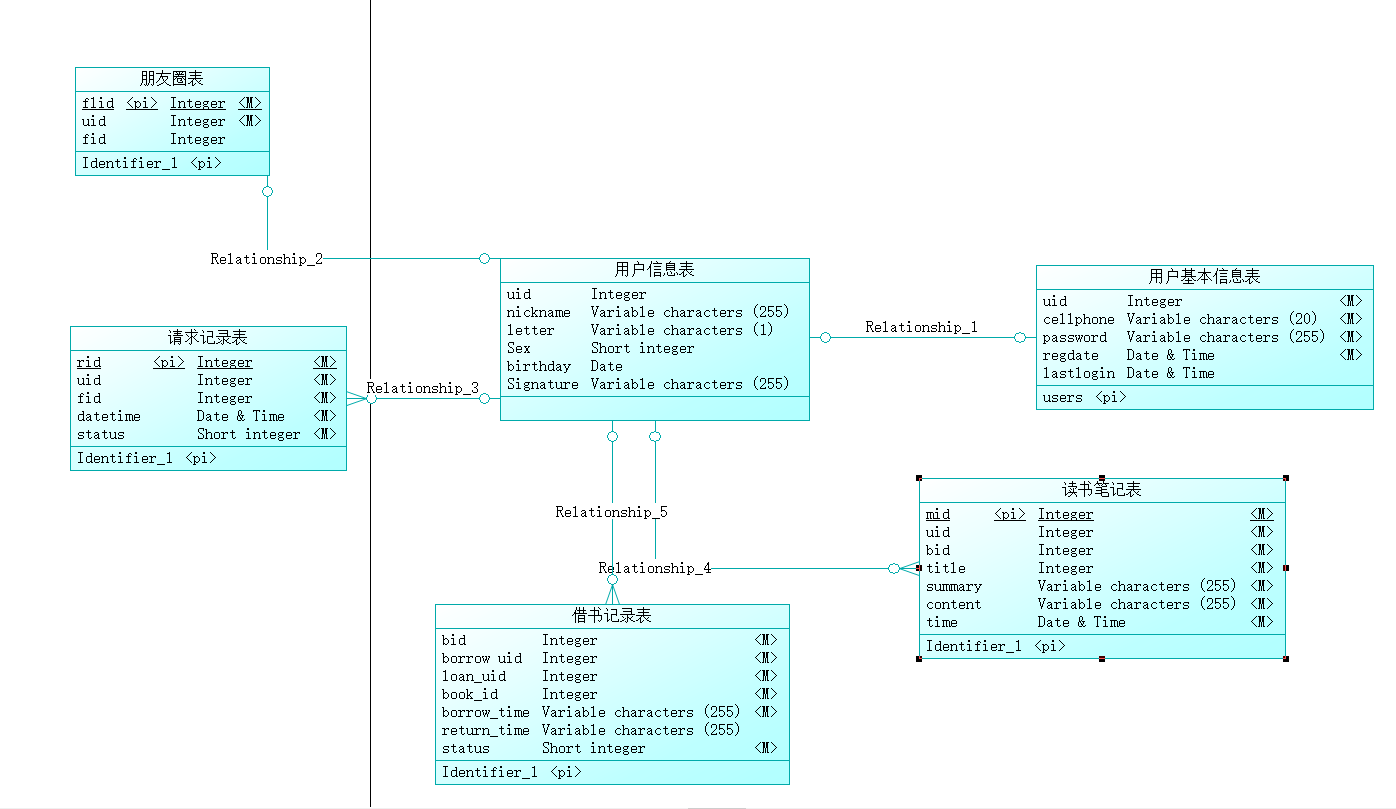 朋友圈表
flid <pi> Integer <M>
uid Integer <M>
fid Integer
Identifier_1 <pi>
Relationship_2
请求记录表
rid <pi> Integer <M>
uid Integer <M>
fid Integer <M>
datetime Date & Time <M>
status Short integer <M>
Identifier_1 <pi>
Relationship_3
用户信息表
uid Integer
nickname Variable characters (255)
letter Variable characters (1)
Sex Short integer
birthday Date
Signature Variable characters (255)
Relationship_1
用户基本信息表
uid Integer <M>
cellphone Variable characters (20) <M>
password Variable characters (255) <M>
regdate Date & Time <M>
lastlogin Date & Time
users <pi>
Relationship_5
Relationship_4
读书笔记表
mid <pi> Integer <M>
uid Integer <M>
bid Integer <M>
title Integer <M>
summary Variable characters (255) <M>
content Variable characters (255) <M>
time Date & Time <M>
Identifier_1 <pi>
借书记录表
bid Integer <M>
borrow uid Integer <M>
loan_uid Integer <M>
book_id Integer <M>
borrow_time Variable characters (255) <M>
return_time Variable characters (255)
status Short integer <M>
Identifier_1 <pi>